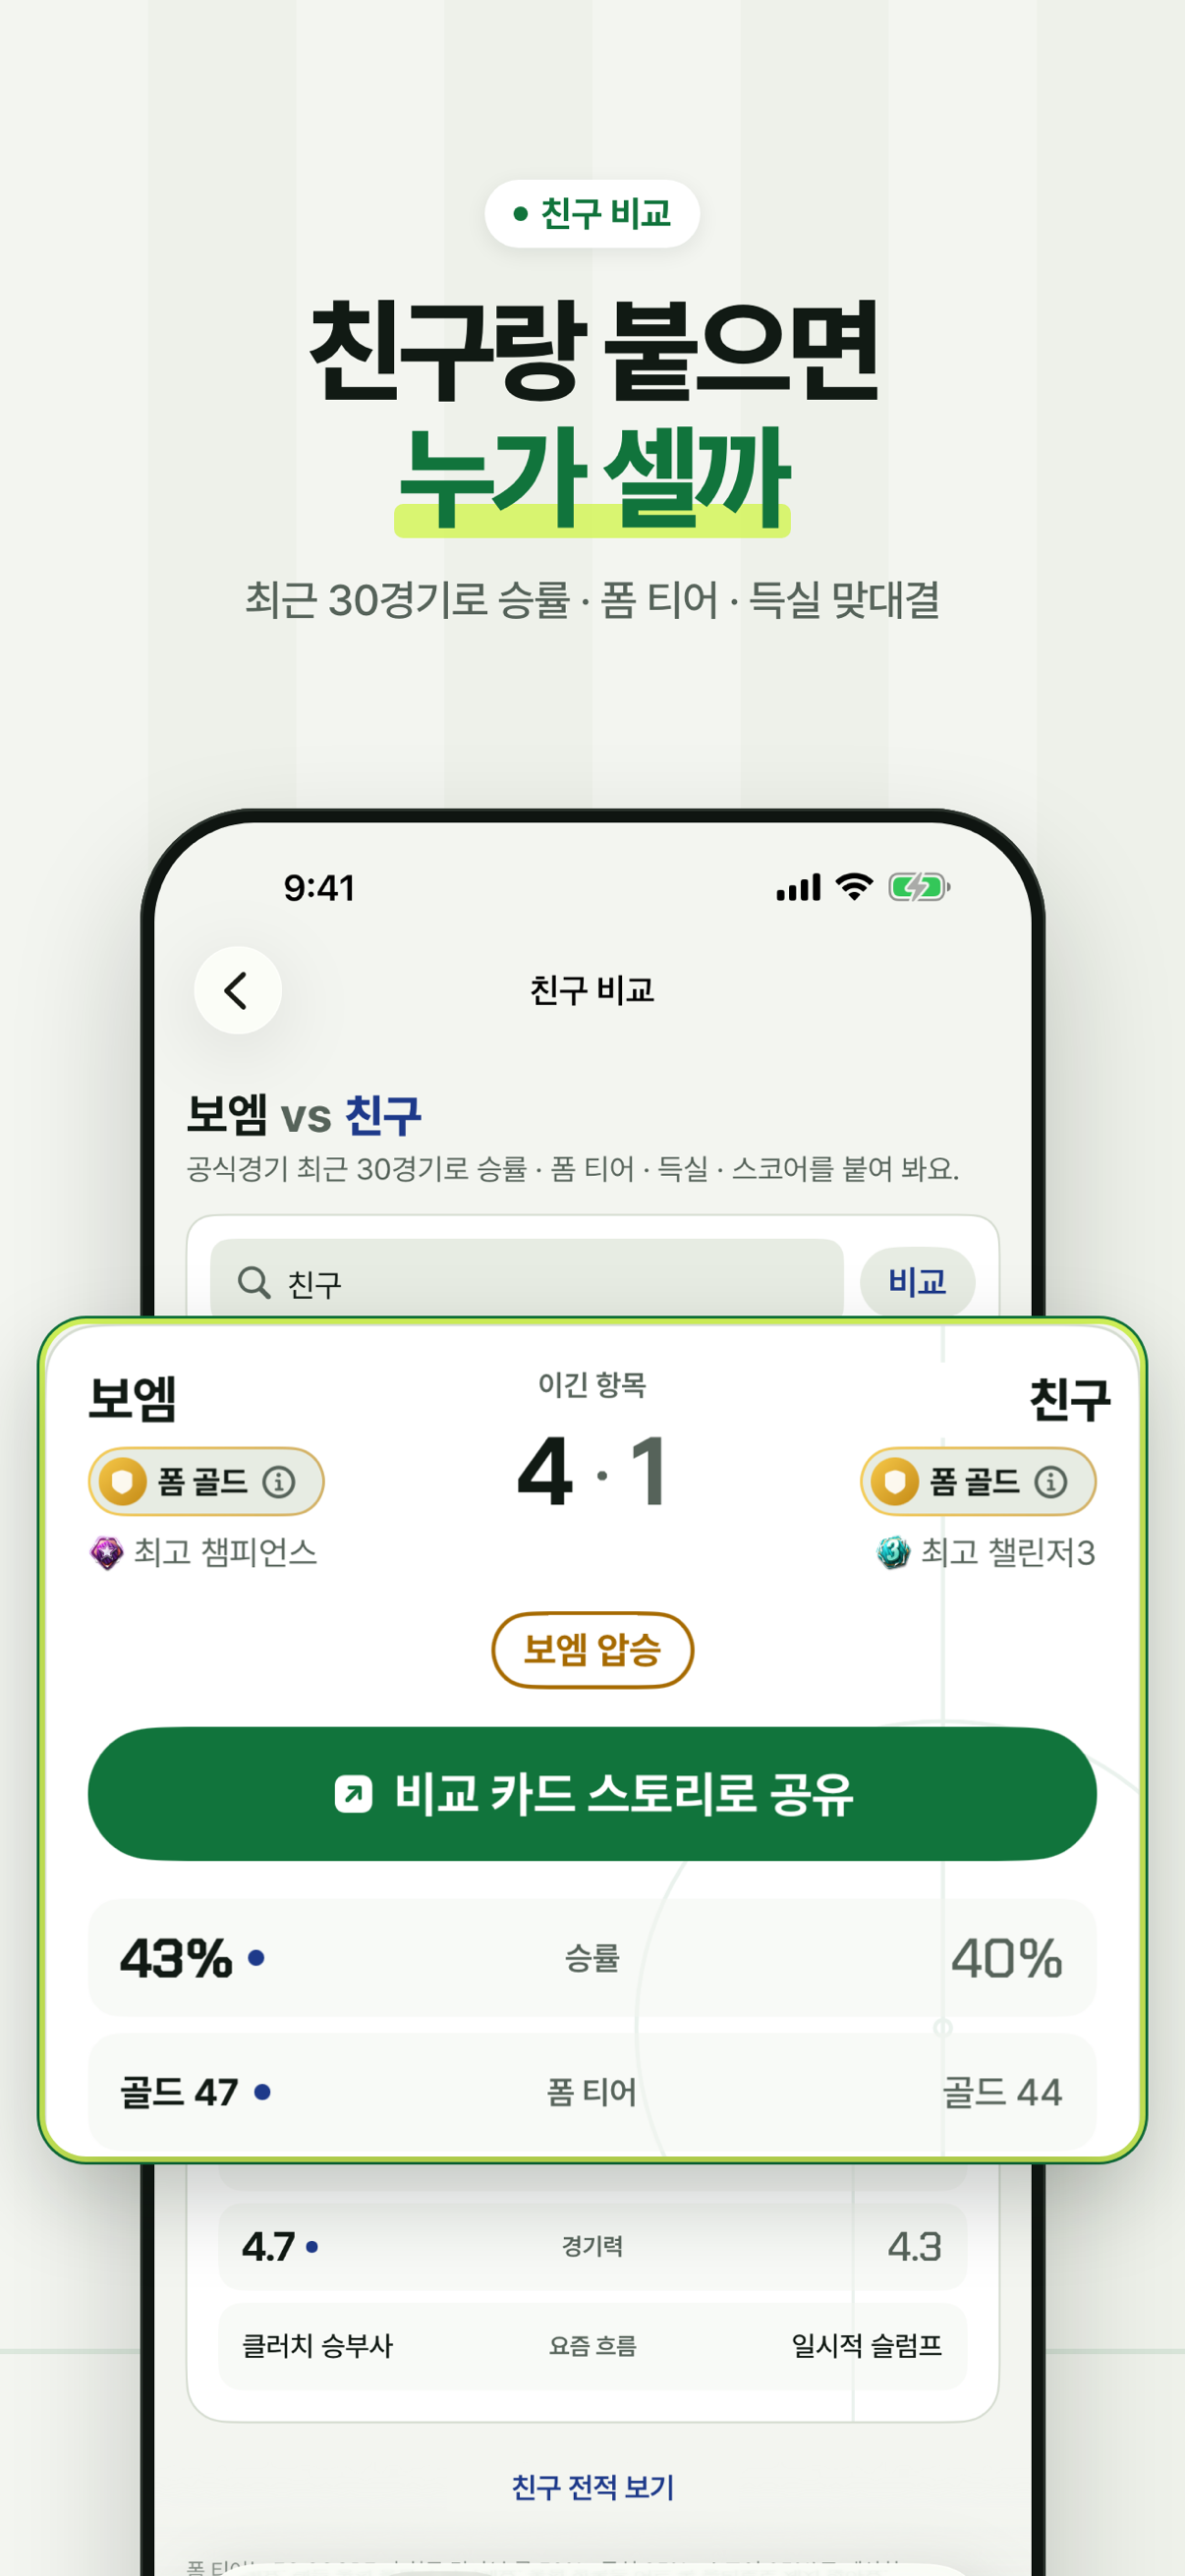 친구 비교
친구랑 붙으면
누가 셀까
최근 30경기로 승률 · 폼 티어 · 득실 맞대결
9:41
친구 비교
보엠 vs 친구
공식경기 최근 30경기로 승률 · 폼 티어 · 득실 · 스코어를 붙여 봐요.
친구
비교
보엠
이긴 항목
친구
폼 골드
4 · 1
폼 골드
최고 챔피언스
3 최고 챌린저3
보엠 압승
비교 카드 스토리로 공유
43% 승률 40%
골드 47 폼 티어 골드 44
4.7 경기력 4.3
클러치 승부사 요즘 흐름 일시적 슬럼프
친구 전적 보기